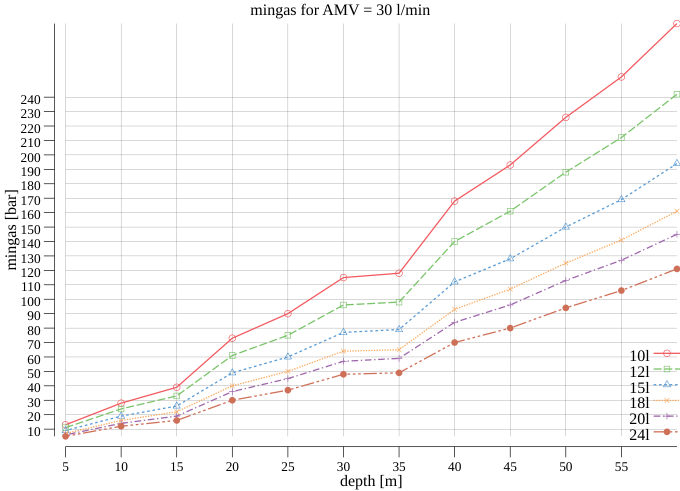 mingas for AMV = 30 l/min
240
230
220
210
200
190
180
170
160
150
140
130
120
110
100
90
80
70
60
50
40
30
20
10
mingas [bar]
10l
12l
15l
18l
20l
24l
5 10 15 20 25 30 35 40 45 50 55
depth [m]